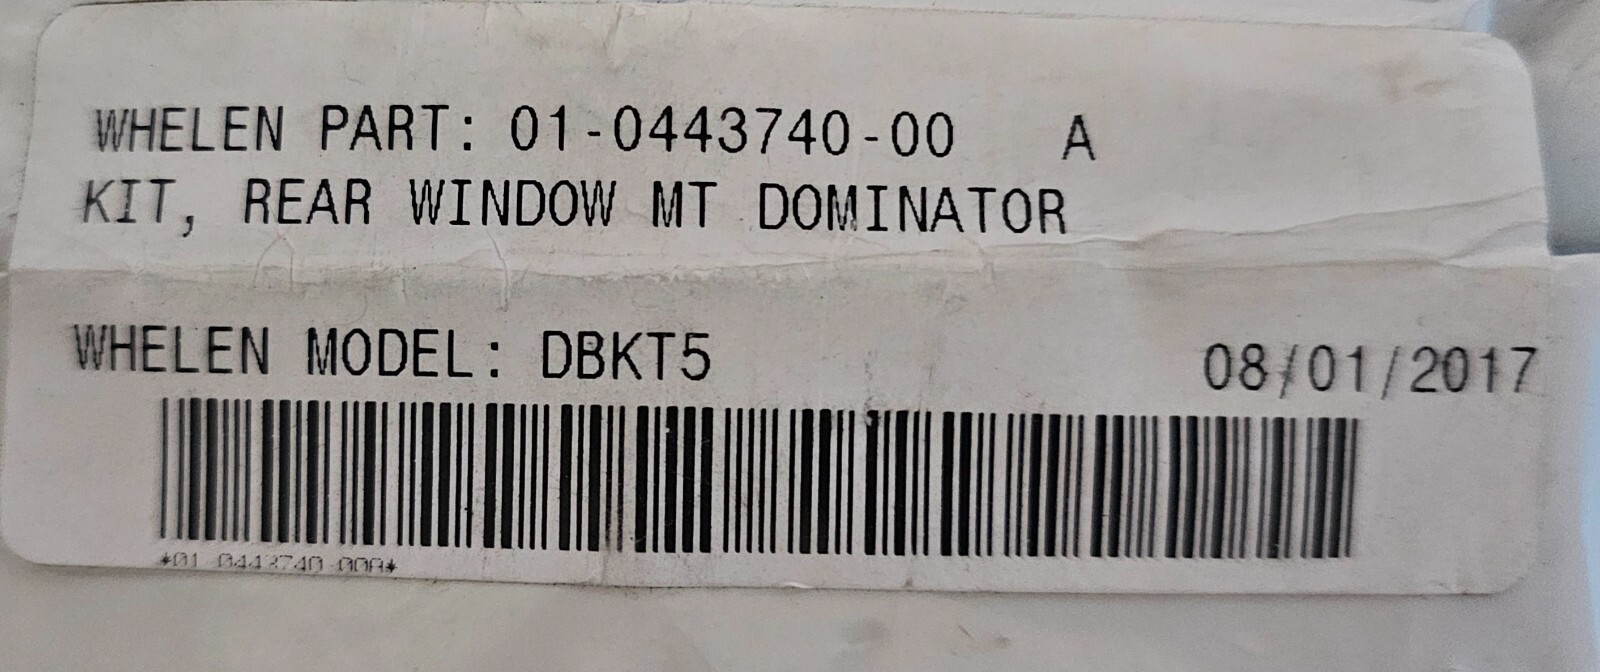 WHELEN PART: 01-0443740-00 A
KIT, REAR WINDOW MT DOMINATOR
WHELEN MODEL: DBKT5 08/01/2017
*01-0443740-00A*